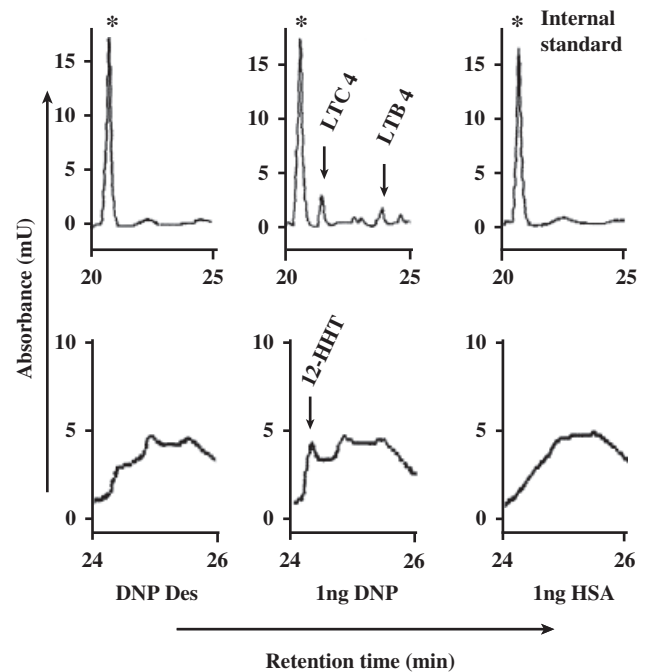 * * * Internal
standard
15 15 15
10 LTC 4 LTB 4 10
10
5 5 5
0 0 0
20 25 20 25 20 25
Absorbance (mU)
10 10 10
12-HHT
5 5 5
0 0 0
24 26 24 26 24 26
DNP Des 1ng DNP 1ng HSA
Retention time (min)